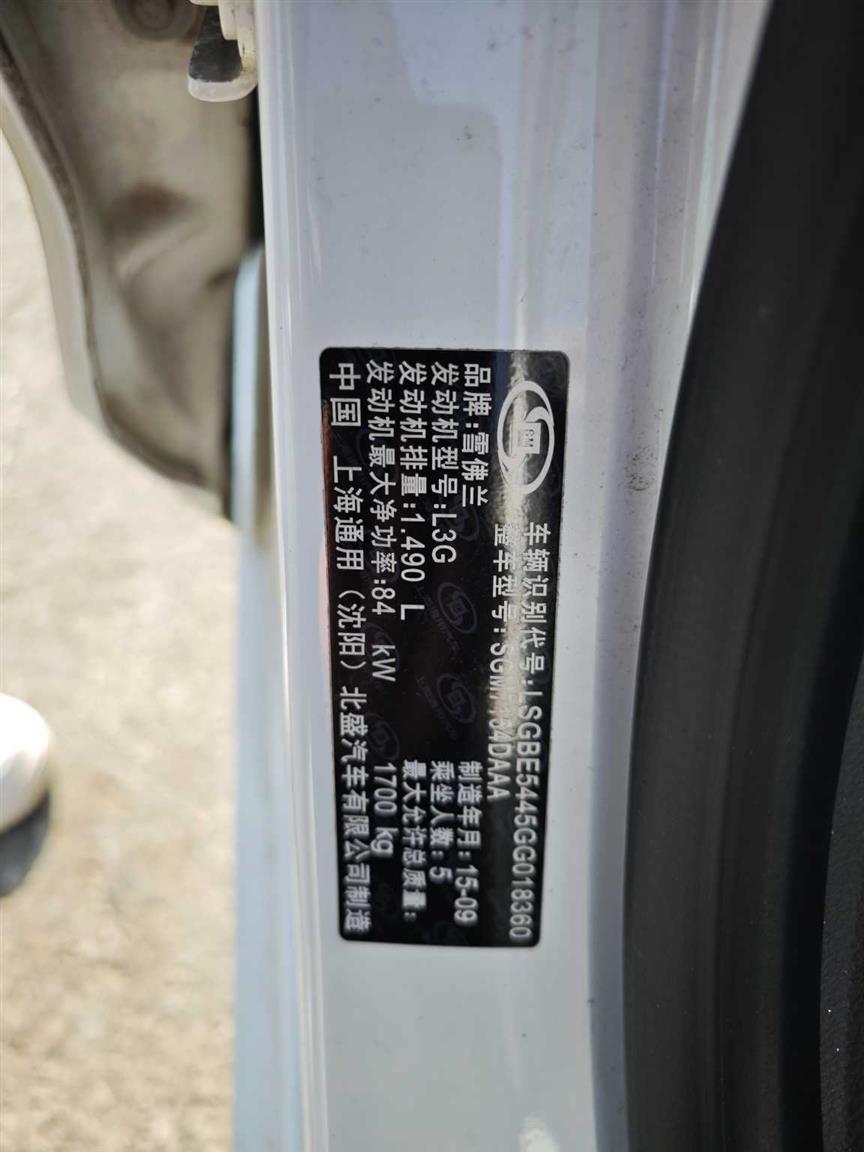 车辆识别代号:LSGBE5445GG018360
整车型号:SGM7154DAAA
品牌:雪佛兰 制造年月:15-09
发动机型号:L3G 乘坐人数:5
发动机排量:1.490 L 最大允许总质量:
发动机最大净功率:84 kW 1700 kg
中国 上海通用(沈阳)北盛汽车有限公司制造